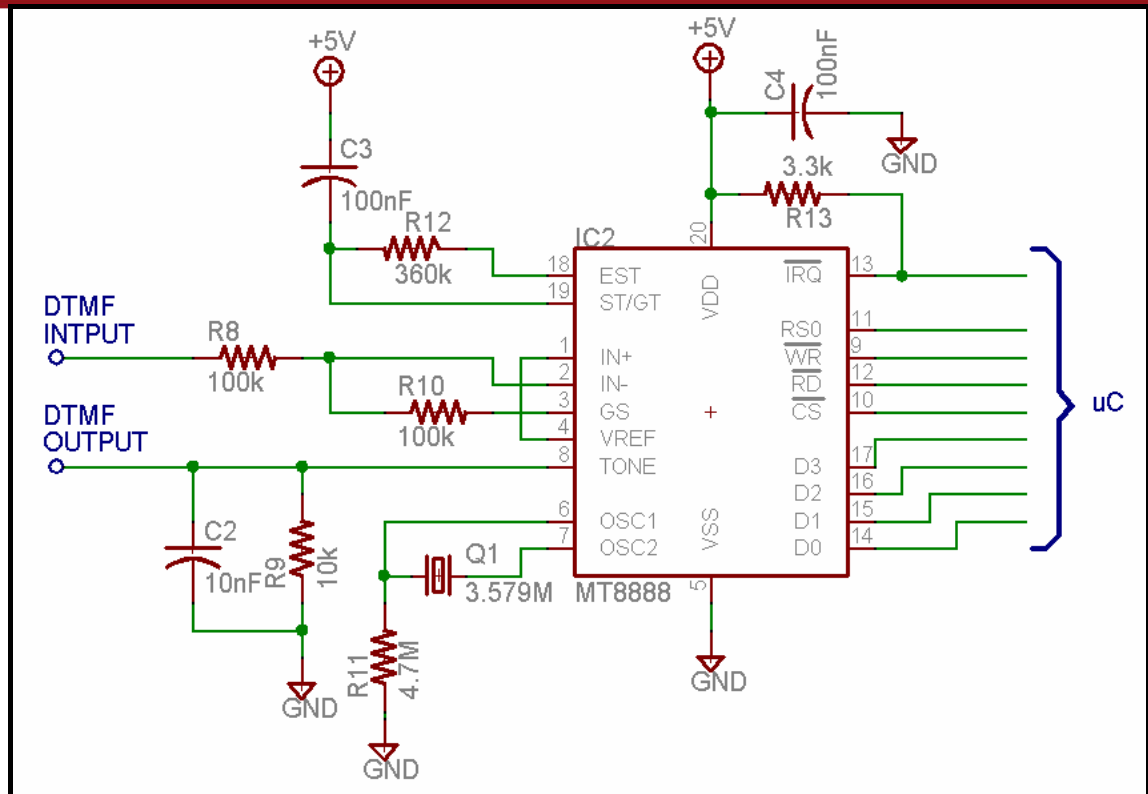 +5V
+5V
C4
100nF
C3
100nF
GND
3.3k
R13
R12
360k
IC2
20
18 EST
19 ST/GT
VDD
IRQ 13
DTMF
INTPUT
R8
100k
RS0 11
1 IN+
WR 9
2 IN-
RD 12
R10
100k
3 GS
CS 10
+
uC
DTMF
OUTPUT
4 VREF
8 TONE
D3 17
D2 16
6 OSC1
D1 15
7 OSC2
D0 14
VSS
C2
10nF
R9
10k
Q1
3.579M
MT8888
5
R11
4.7M
GND
GND
GND